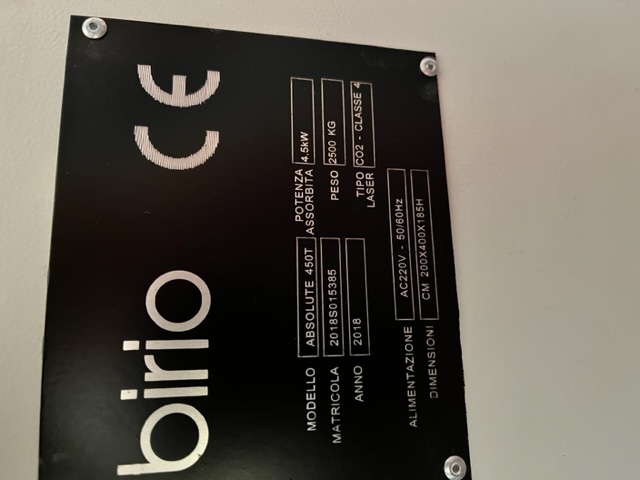 birio CE
MODELLO ABSOLUTE 450T POTENZA ASSORBITA 4.5kW
MATRICOLA 2018S015385 PESO 2500 KG
ANNO 2018 TIPO LASER CO2 - CLASSE 4
ALIMENTAZIONE AC220V - 50/60Hz
DIMENSIONI CM 200X400X185H